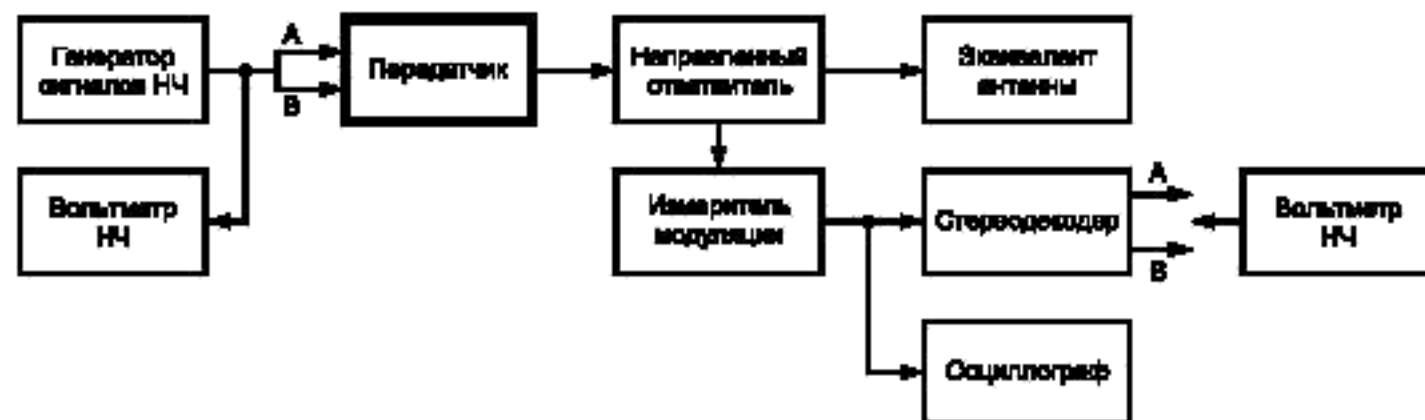 Генератор
сигналов НЧ
А
В
Передатчик
Направленный
ответвитель
Эквивалент
антенны
Вольтметр
НЧ
Измеритель
модуляции
Стереодекодер
А
В
Вольтметр
НЧ
Осциллограф